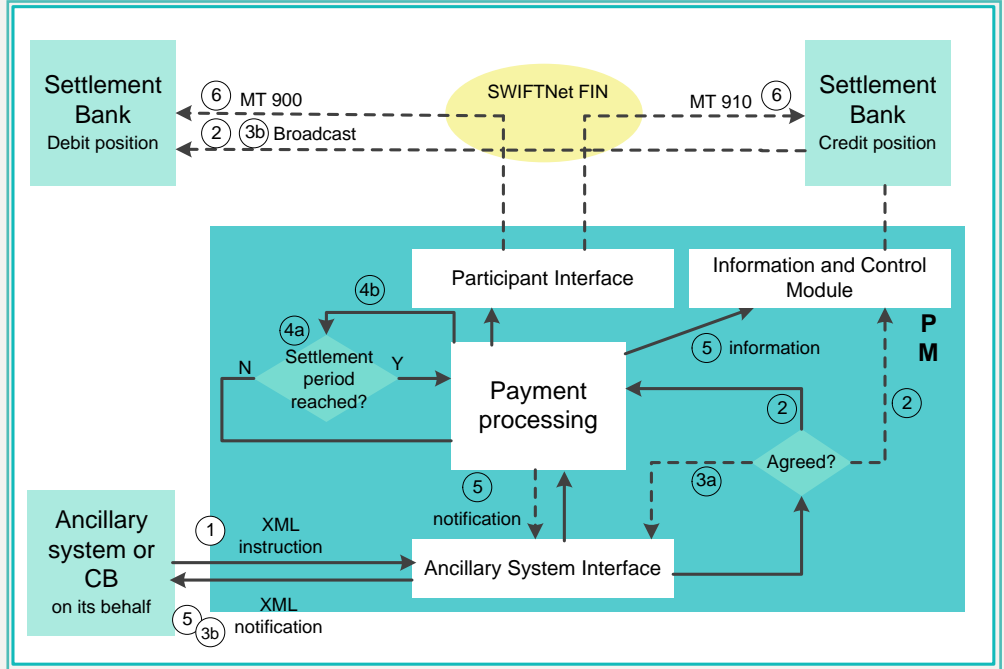 Settlement
Bank
Debit position
6
MT 900
2
3b
Broadcast
SWIFTNet FIN
MT 910
6
Settlement
Bank
Credit position
Participant Interface
Information and Control
Module
P
M
4b
4a
N
Settlement
period
reached?
Y
5
information
Payment
processing
2
2
Agreed?
3a
5
notification
Ancillary
system or
CB
on its behalf
1
XML
instruction
Ancillary System Interface
XML
notification
5
3b